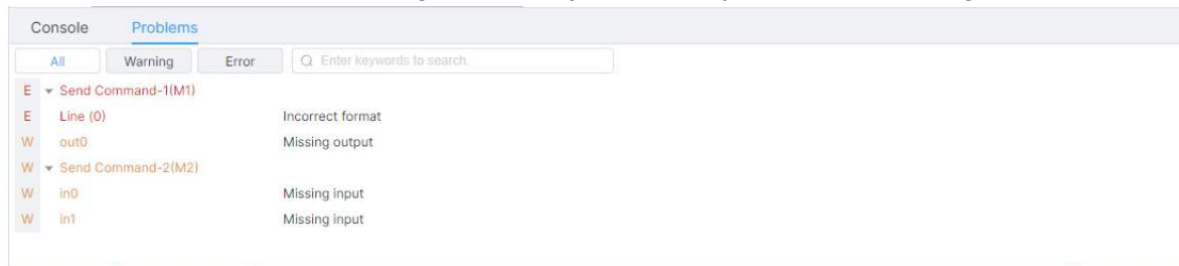 Console Problems
All Warning Error Enter keywords to search.
E Send Command-1(M1)
E Line (0) Incorrect format
W out0 Missing output
W Send Command-2(M2)
W in0 Missing input
W in1 Missing input